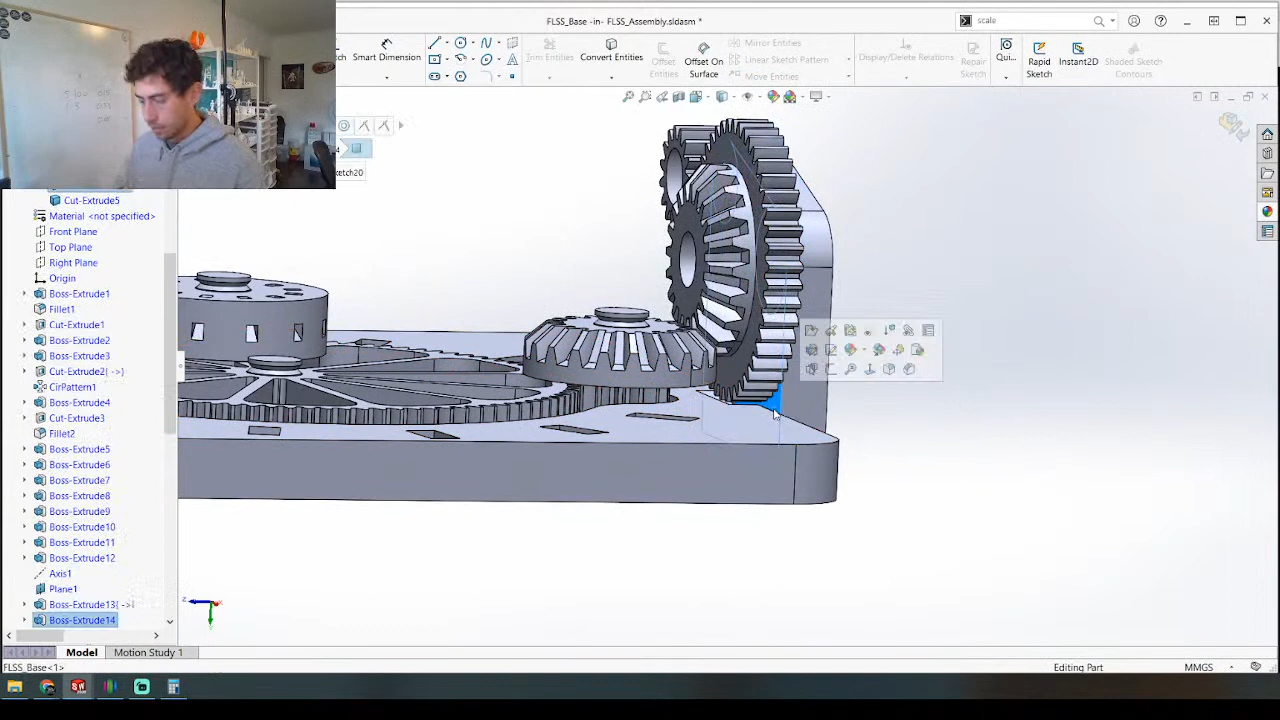 FLSS_Base -in- FLSS_Assembly.sldasm *
scale
Smart Dimension
Trim Entities
Convert Entities
Offset Entities
Offset On Surface
Mirror Entities
Linear Sketch Pattern
Move Entities
Display/Delete Relations
Repair Sketch
Qui...
Rapid Sketch
Instant2D
Shaded Sketch Contours
ketch20
Cut-Extrude5
Material <not specified>
Front Plane
Top Plane
Right Plane
Origin
Boss-Extrude1
Fillet1
Cut-Extrude1
Boss-Extrude2
Boss-Extrude3
Cut-Extrude2{ ->}
CirPattern1
Boss-Extrude4
Cut-Extrude3
Fillet2
Boss-Extrude5
Boss-Extrude6
Boss-Extrude7
Boss-Extrude8
Boss-Extrude9
Boss-Extrude10
Boss-Extrude11
Boss-Extrude12
Axis1
Plane1
Boss-Extrude13{ ->}
Boss-Extrude14
Model
Motion Study 1
FLSS_Base<1>
Editing Part
MMGS